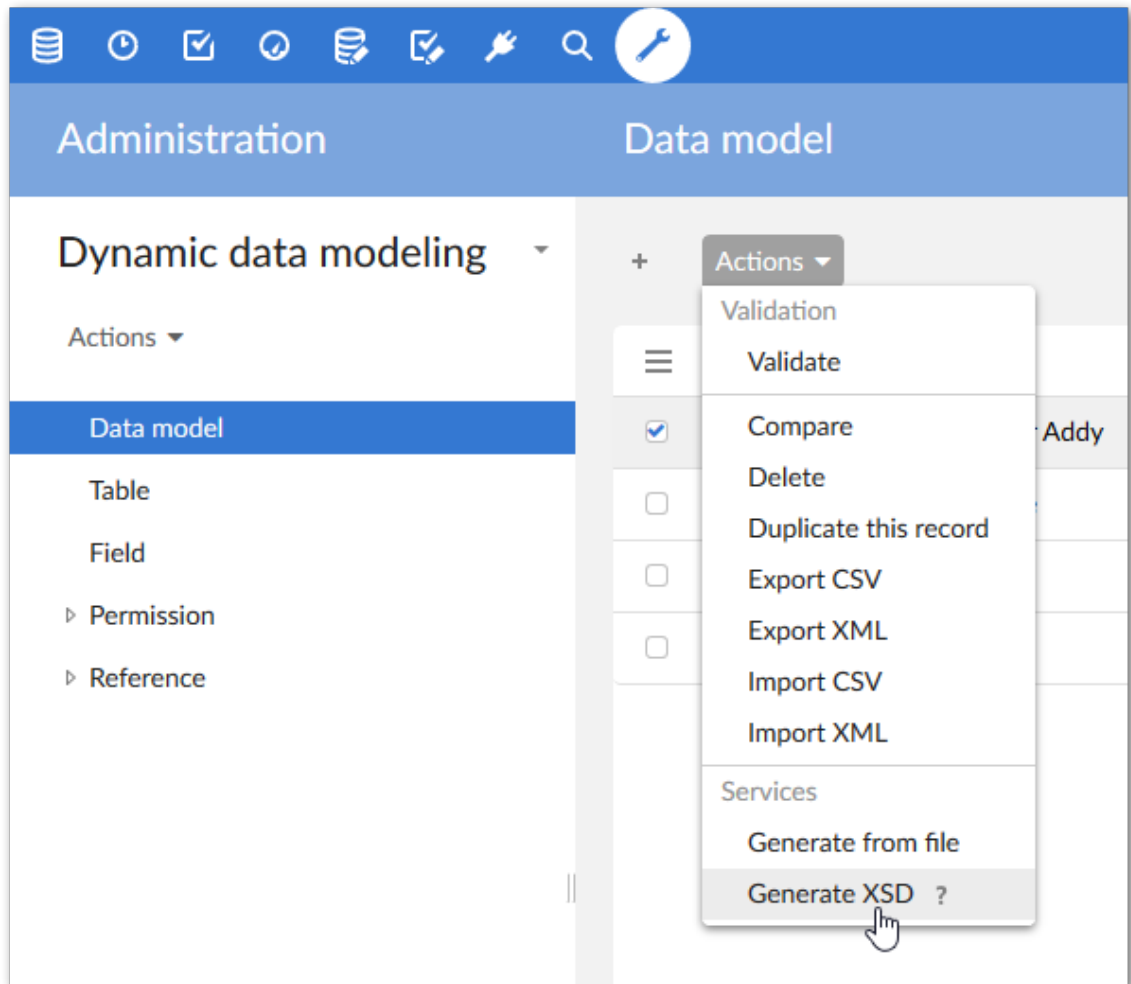 Administration
Data model
Dynamic data modeling
Actions
Data model
Table
Field
Permission
Reference
+
Actions
Validation
Validate
Compare
Delete
Duplicate this record
Export CSV
Export XML
Import CSV
Import XML
Services
Generate from file
Generate XSD ?
Addy